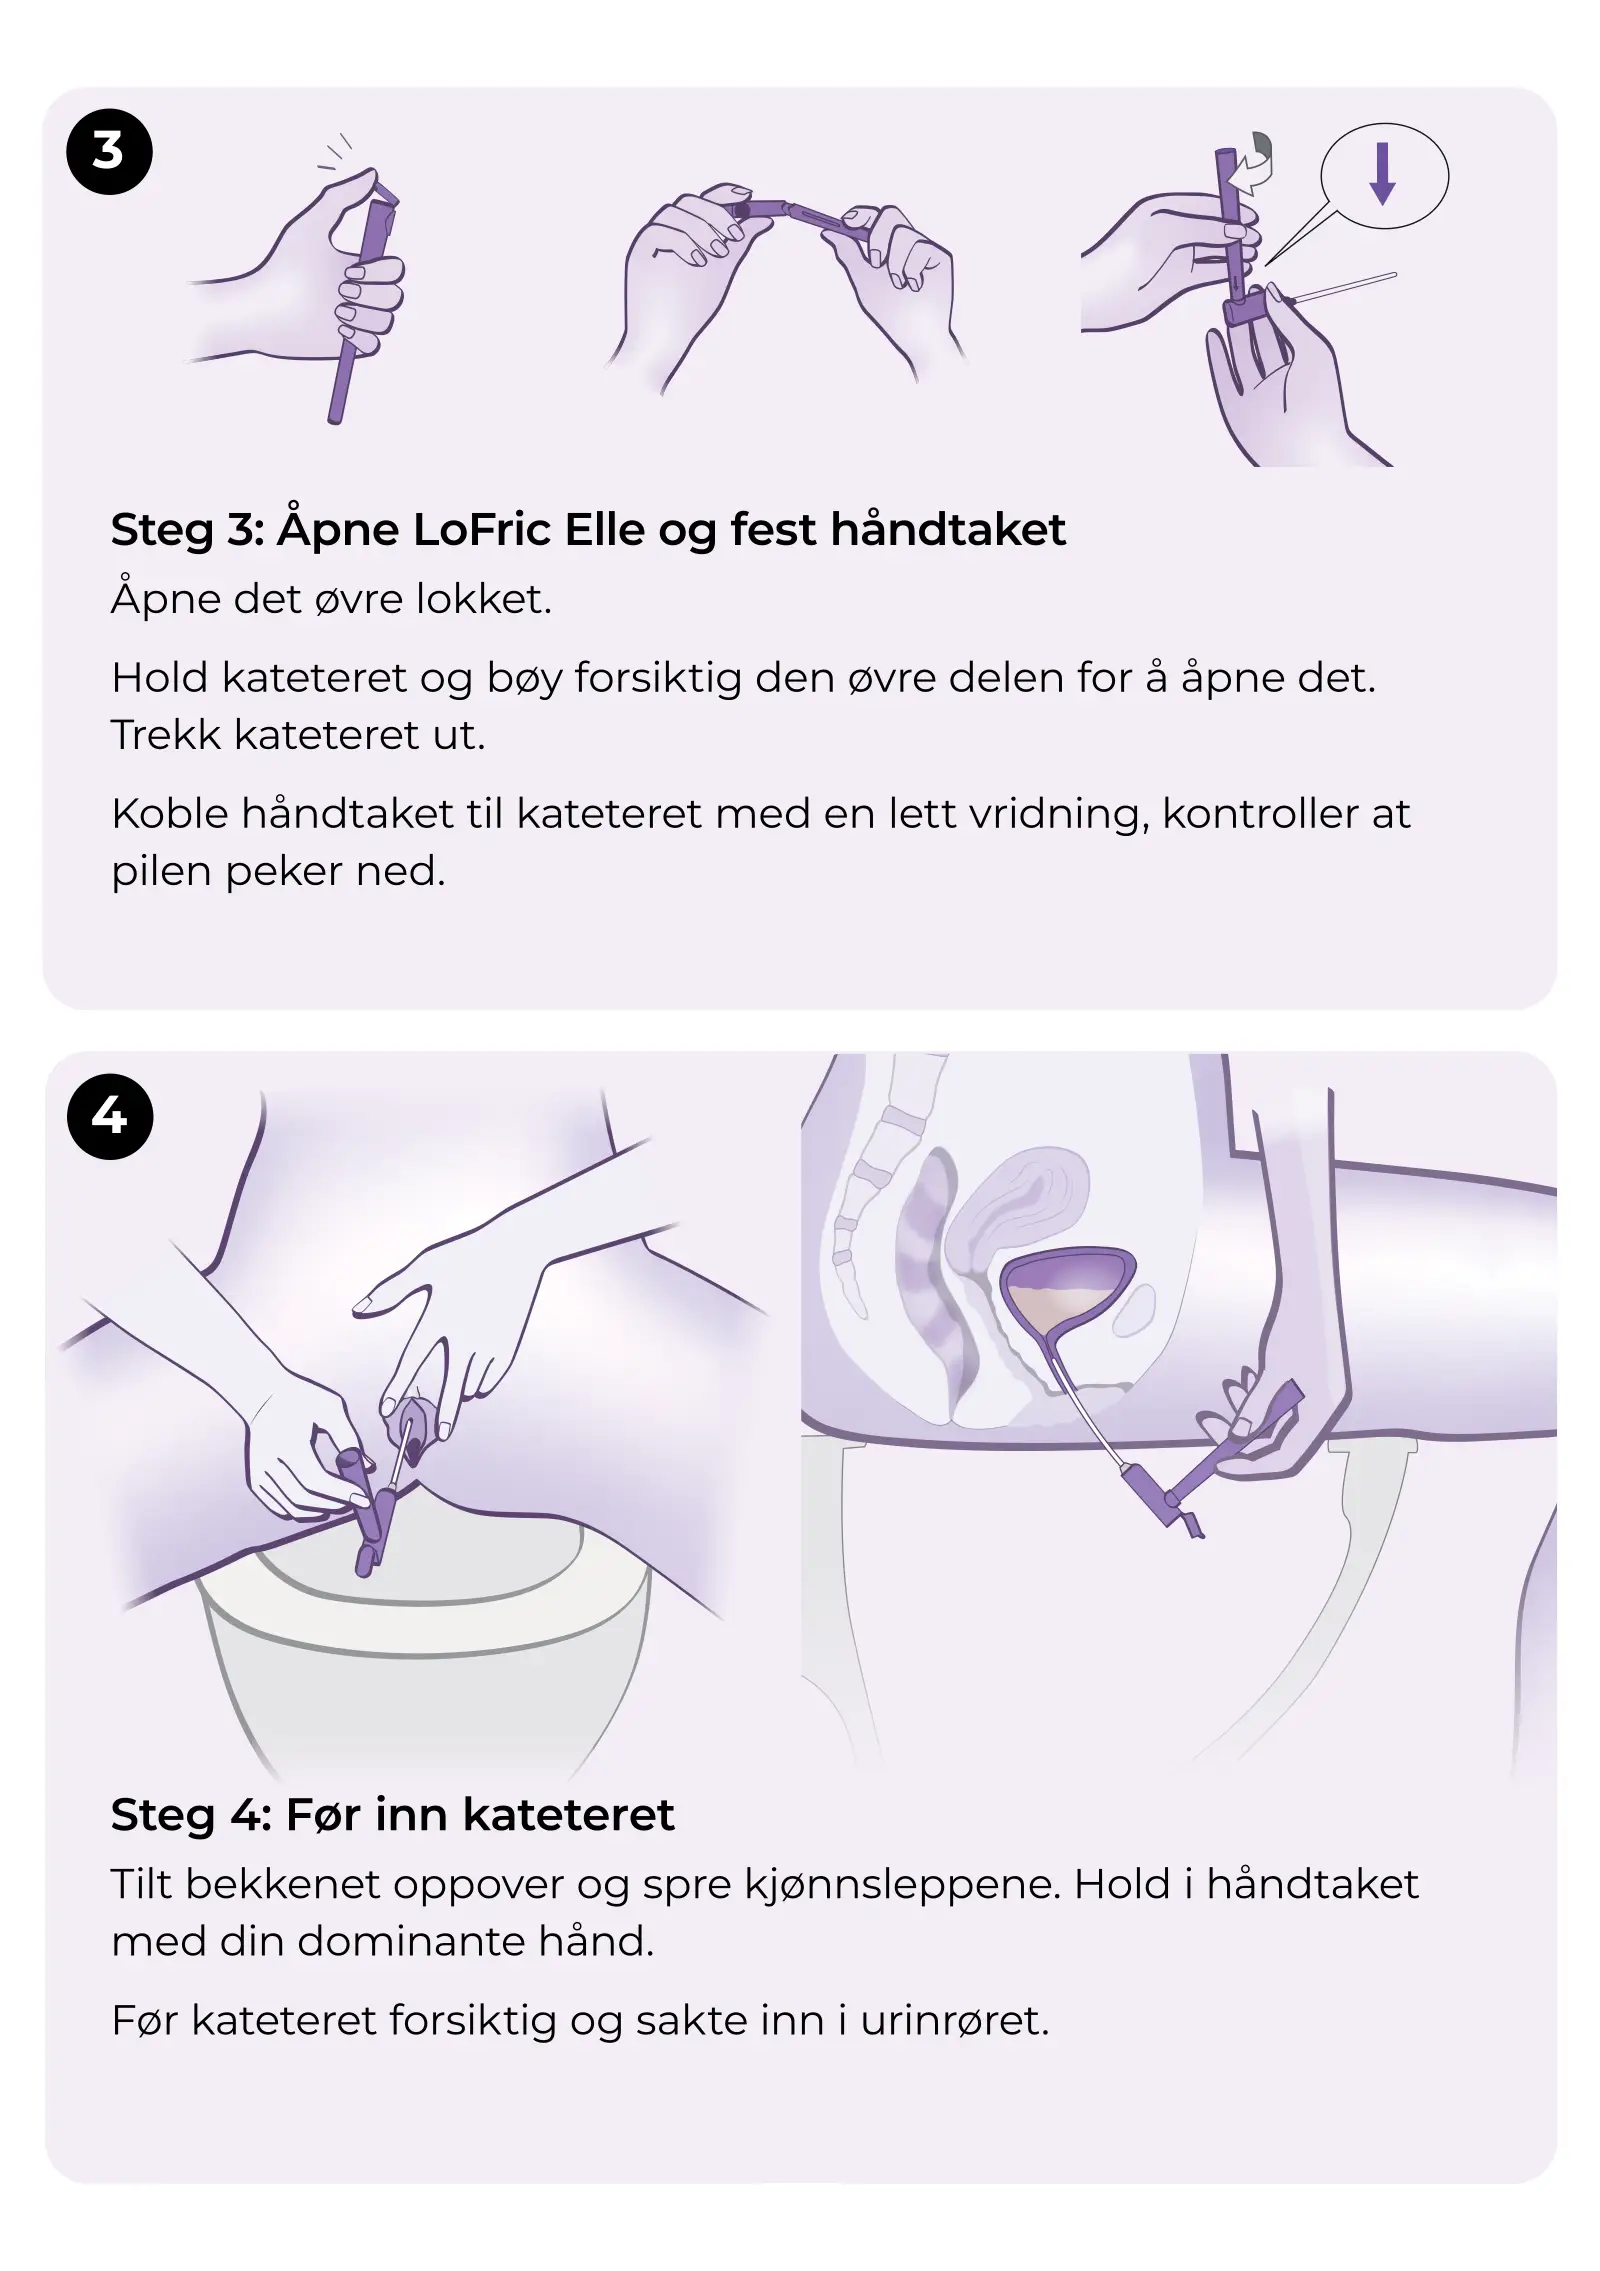 3
Steg 3: Åpne LoFric Elle og fest håndtaket
Åpne det øvre lokket.
Hold kateteret og bøy forsiktig den øvre delen for å åpne det.
Trekk kateteret ut.
Koble håndtaket til kateteret med en lett vridning, kontroller at
pilen peker ned.
4
Steg 4: Før inn kateteret
Tilt bekkenet oppover og spre kjønnsleppene. Hold i håndtaket
med din dominante hånd.
Før kateteret forsiktig og sakte inn i urinrøret.